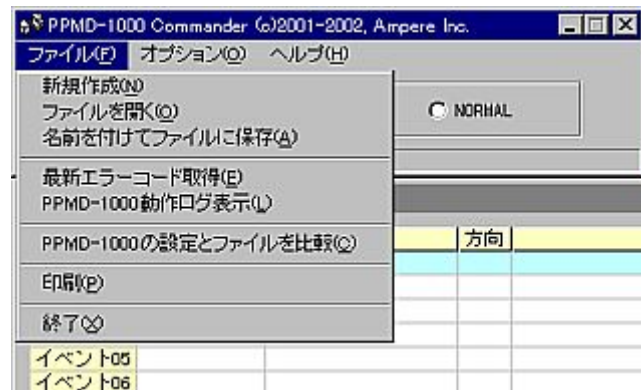 PPMD-1000 Commander (c)2001-2002, Ampere Inc.
ファイル(F) オプション(O) ヘルプ(H)
新規作成(N)
ファイルを開く(O)
名前を付けてファイルに保存(A)
NORMAL
最新エラーコード取得(E)
PPMD-1000動作ログ表示(L)
PPMD-1000の設定とファイルを比較(C)
方向
印刷(P)
終了(X)
イベント05
イベント06